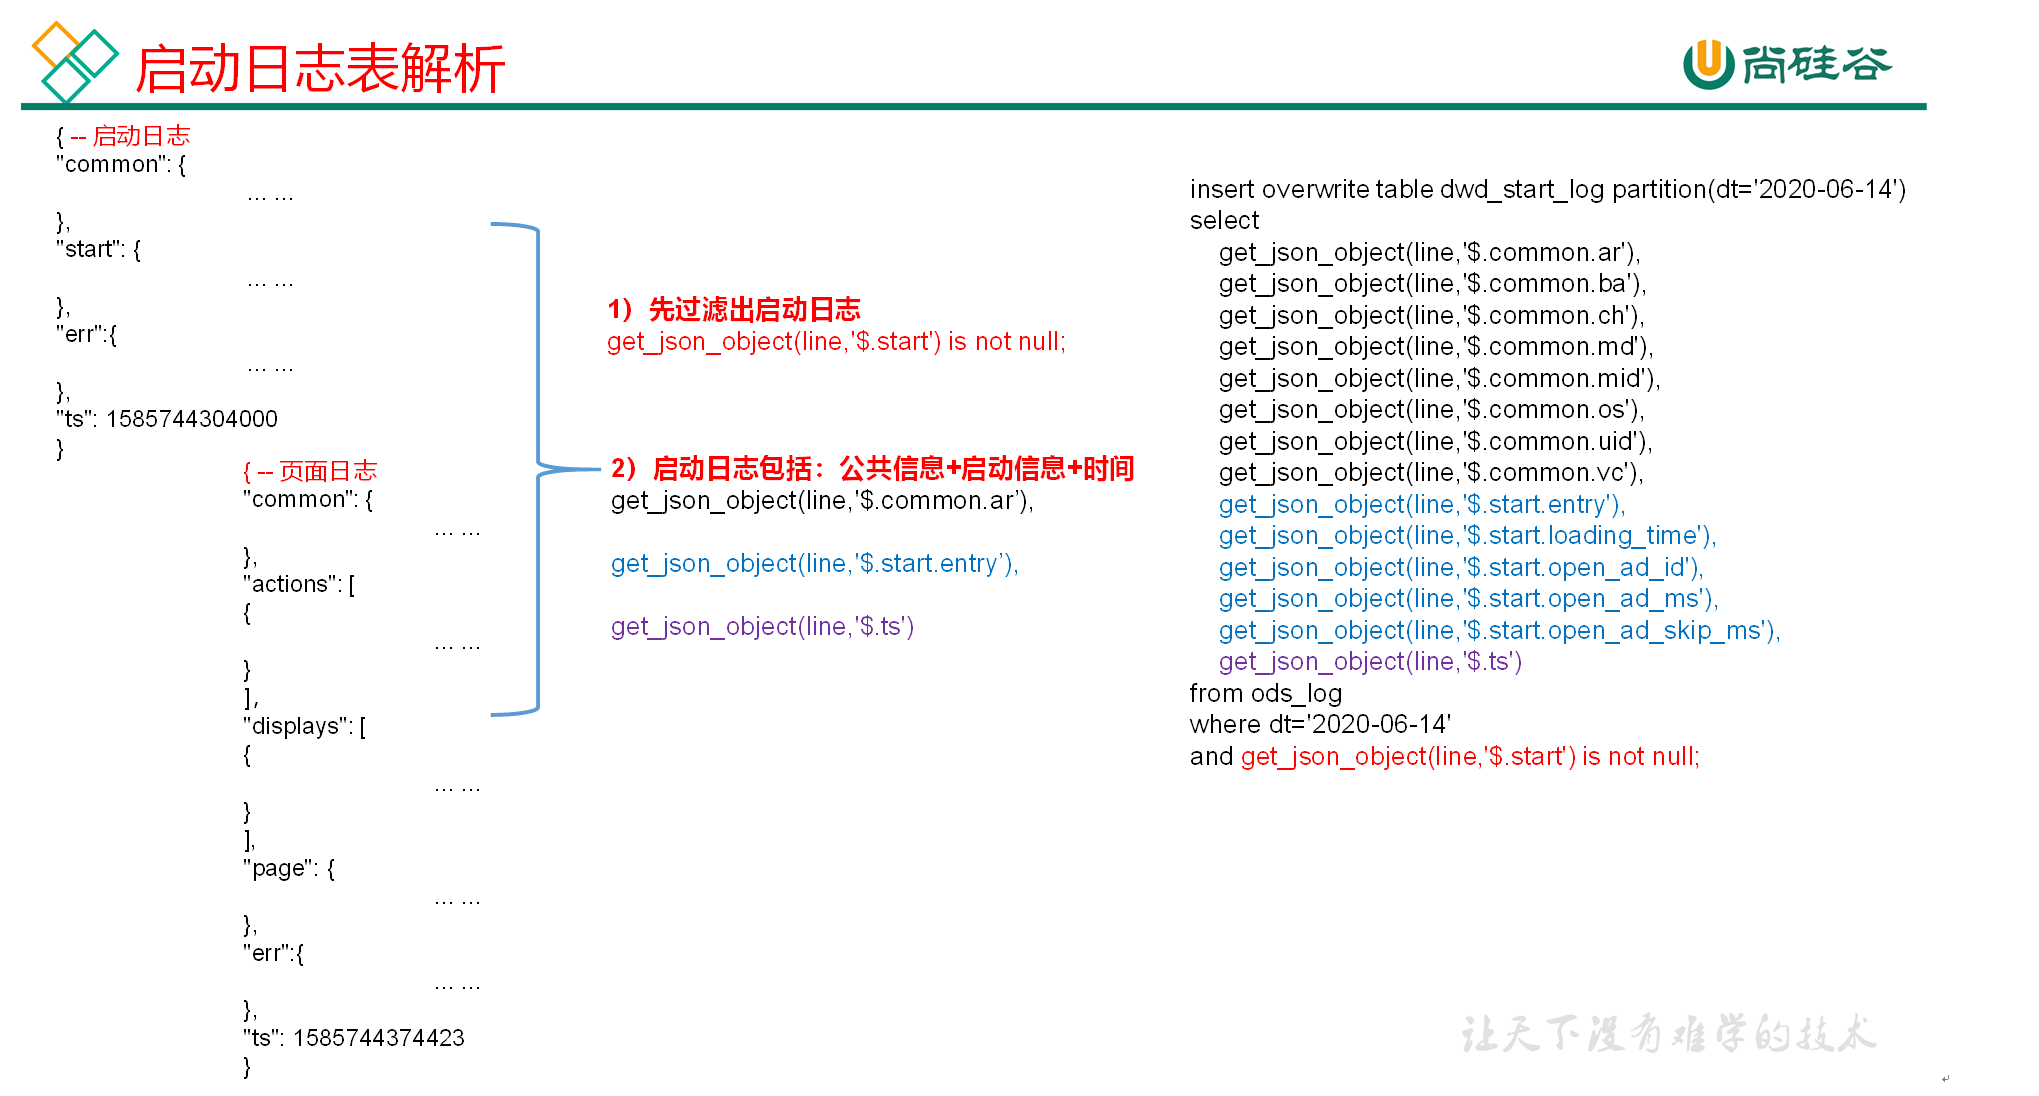 启动日志表解析
尚硅谷
{ -- 启动日志
"common": {
... ...
},
"start": {
... ...
},
"err":{
... ...
},
"ts": 1585744304000
}
{ -- 页面日志
"common": {
... ...
},
"actions": [
{
... ...
}
],
"displays": [
{
... ...
}
],
"page": {
... ...
},
"err":{
... ...
},
"ts": 1585744374423
}
1）先过滤出启动日志
get_json_object(line,'$.start') is not null;
2）启动日志包括：公共信息+启动信息+时间
get_json_object(line,'$.common.ar’),
get_json_object(line,'$.start.entry’),
get_json_object(line,'$.ts')
insert overwrite table dwd_start_log partition(dt='2020-06-14')
select
get_json_object(line,'$.common.ar'),
get_json_object(line,'$.common.ba'),
get_json_object(line,'$.common.ch'),
get_json_object(line,'$.common.md'),
get_json_object(line,'$.common.mid'),
get_json_object(line,'$.common.os'),
get_json_object(line,'$.common.uid'),
get_json_object(line,'$.common.vc'),
get_json_object(line,'$.start.entry'),
get_json_object(line,'$.start.loading_time'),
get_json_object(line,'$.start.open_ad_id'),
get_json_object(line,'$.start.open_ad_ms'),
get_json_object(line,'$.start.open_ad_skip_ms'),
get_json_object(line,'$.ts')
from ods_log
where dt='2020-06-14'
and get_json_object(line,'$.start') is not null;
让天下没有难学的技术